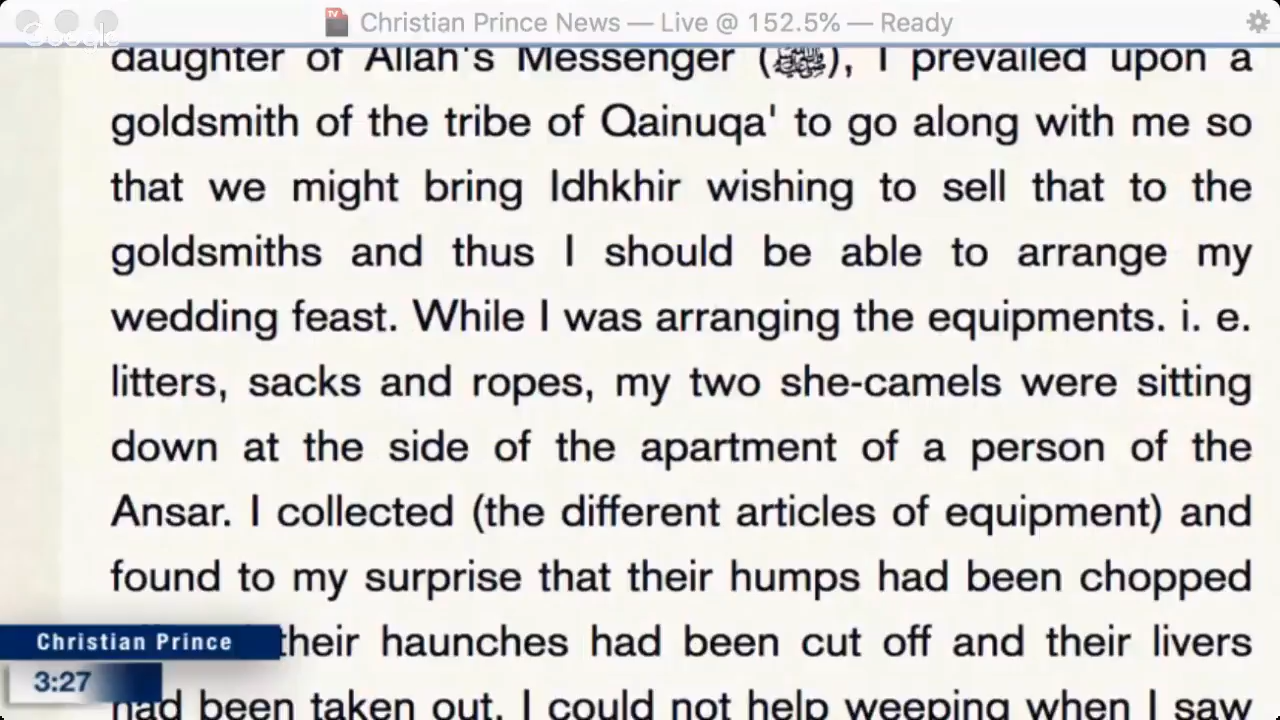 Christian Prince News — Live @ 152.5% — Ready
Google
daughter of Allah's Messenger (ﷺ), I prevailed upon a
goldsmith of the tribe of Qainuqa' to go along with me so
that we might bring Idhkhir wishing to sell that to the
goldsmiths and thus I should be able to arrange my
wedding feast. While I was arranging the equipments. i. e.
litters, sacks and ropes, my two she-camels were sitting
down at the side of the apartment of a person of the
Ansar. I collected (the different articles of equipment) and
found to my surprise that their humps had been chopped
their haunches had been cut off and their livers
had been taken out. I could not help weeping when I saw
Christian Prince
3:27